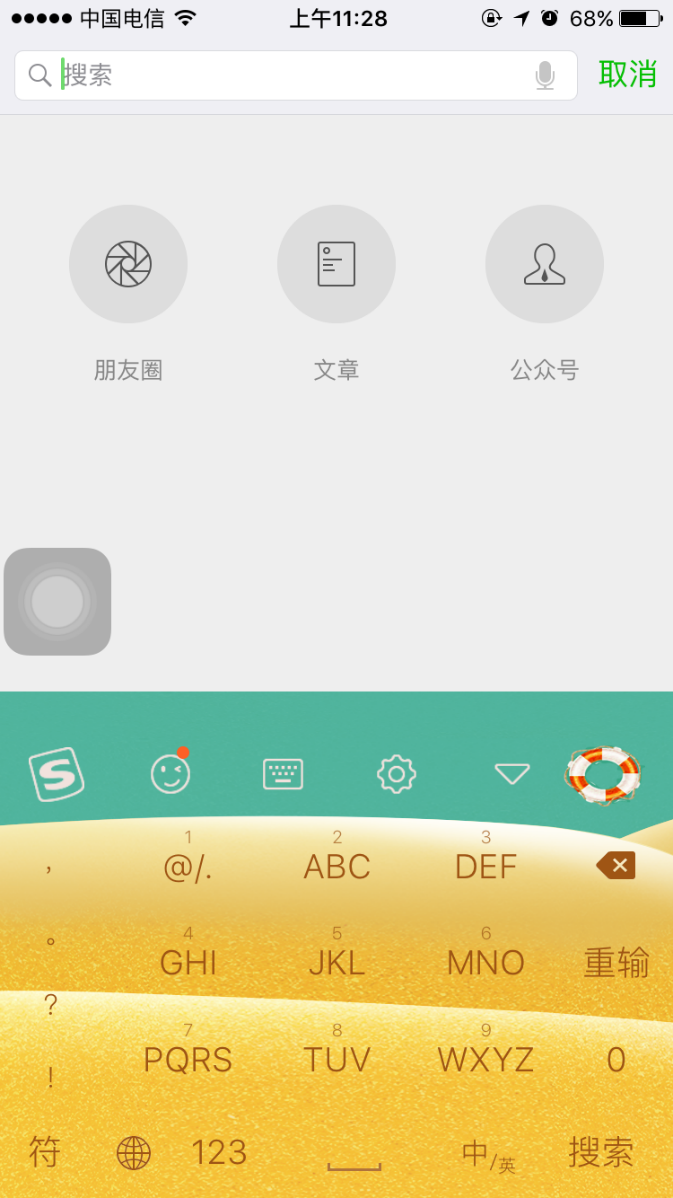 中国电信 上午11:28 68%
搜索 取消
朋友圈 文章 公众号
S
, 1 2 3
@/. ABC DEF
。 4 5 6
GHI JKL MNO 重输
?
7 8 9
! PQRS TUV WXYZ 0
符 123 中/英 搜索